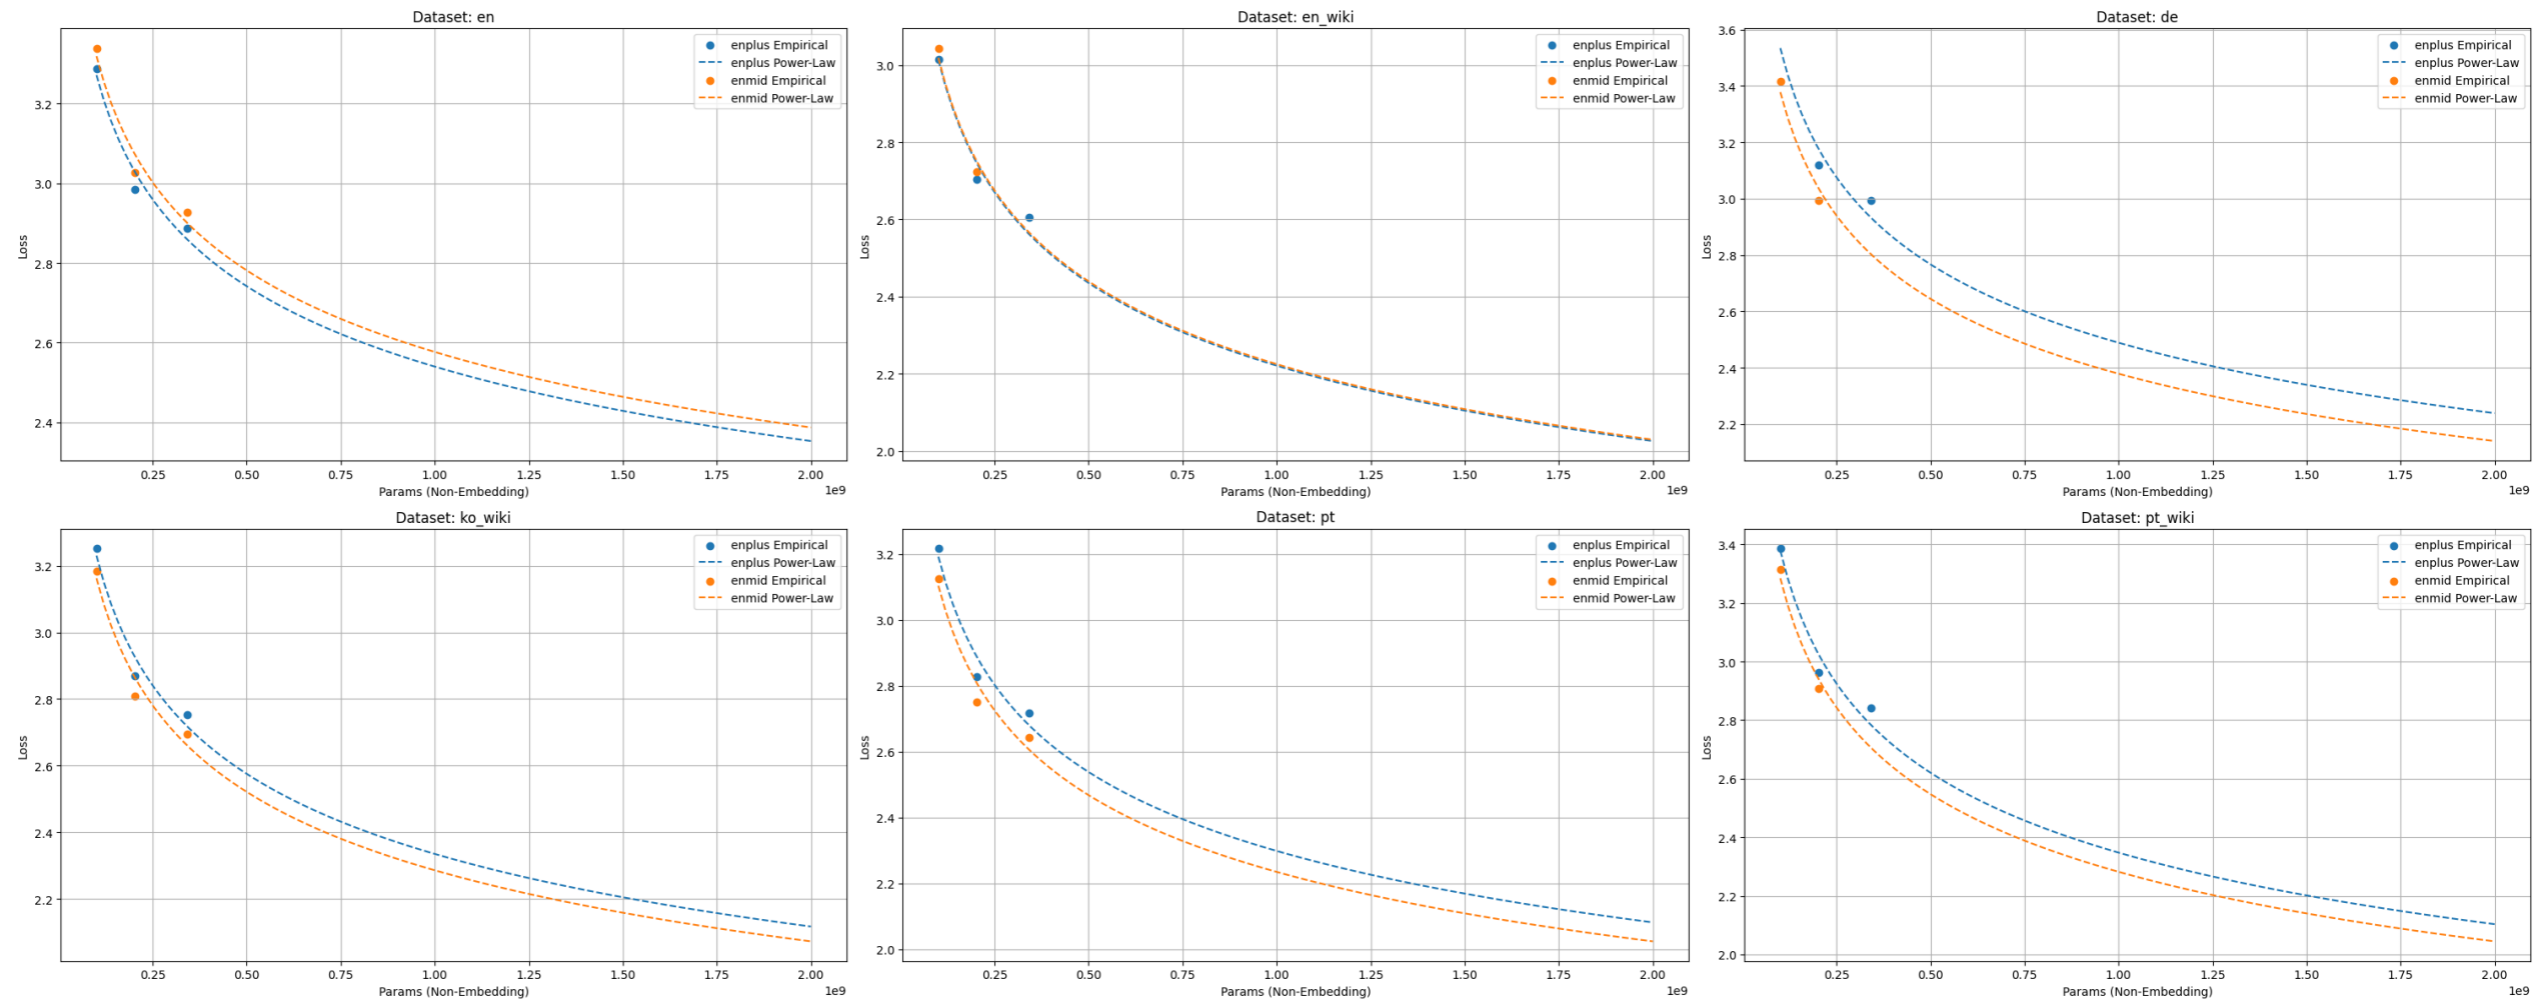 Dataset: en
Loss
3.2
3.0
2.8
2.6
2.4
enplus Empirical
enplus Power-Law
enmid Empirical
enmid Power-Law
0.25 0.50 0.75 1.00 1.25 1.50 1.75 2.00
Params (Non-Embedding)
1e9
Dataset: en_wiki
Loss
3.0
2.8
2.6
2.4
2.2
2.0
enplus Empirical
enplus Power-Law
enmid Empirical
enmid Power-Law
0.25 0.50 0.75 1.00 1.25 1.50 1.75 2.00
Params (Non-Embedding)
1e9
Dataset: de
Loss
3.6
3.4
3.2
3.0
2.8
2.6
2.4
2.2
enplus Empirical
enplus Power-Law
enmid Empirical
enmid Power-Law
0.25 0.50 0.75 1.00 1.25 1.50 1.75 2.00
Params (Non-Embedding)
1e9
Dataset: ko_wiki
Loss
3.2
3.0
2.8
2.6
2.4
2.2
enplus Empirical
enplus Power-Law
enmid Empirical
enmid Power-Law
0.25 0.50 0.75 1.00 1.25 1.50 1.75 2.00
Params (Non-Embedding)
1e9
Dataset: pt
Loss
3.2
3.0
2.8
2.6
2.4
2.2
2.0
enplus Empirical
enplus Power-Law
enmid Empirical
enmid Power-Law
0.25 0.50 0.75 1.00 1.25 1.50 1.75 2.00
Params (Non-Embedding)
1e9
Dataset: pt_wiki
Loss
3.4
3.2
3.0
2.8
2.6
2.4
2.2
2.0
enplus Empirical
enplus Power-Law
enmid Empirical
enmid Power-Law
0.25 0.50 0.75 1.00 1.25 1.50 1.75 2.00
Params (Non-Embedding)
1e9